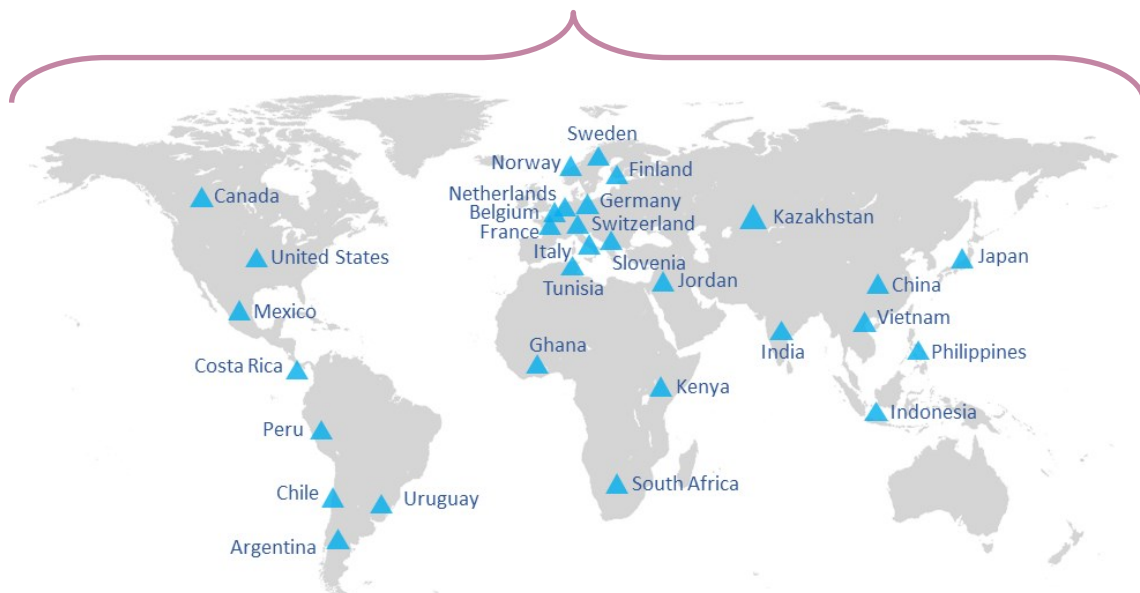 Sweden
Norway
Finland
Canada
Netherlands
Germany
Belgium
Kazakhstan
Switzerland
France
Italy
United States
Slovenia
Japan
Tunisia
Jordan
China
Mexico
Vietnam
Ghana
India
Philippines
Costa Rica
Kenya
Indonesia
Peru
South Africa
Chile
Uruguay
Argentina